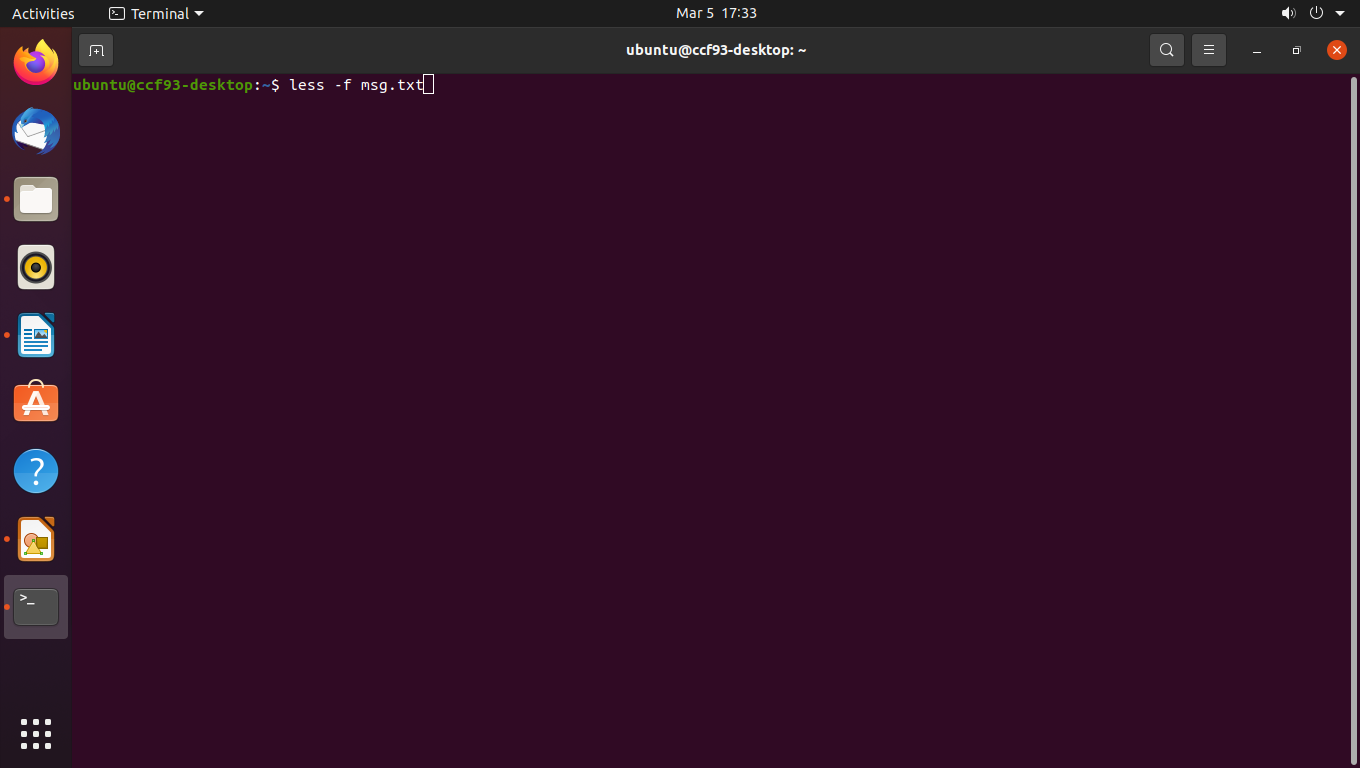 Activities Terminal Mar 5 17:33
ubuntu@ccf93-desktop: ~
ubuntu@ccf93-desktop:~$ less -f msg.txt